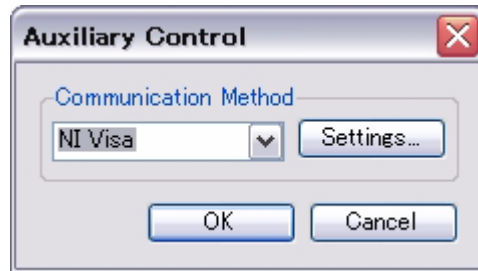 Auxiliary Control
Communication Method
NI Visa
Settings...
OK
Cancel